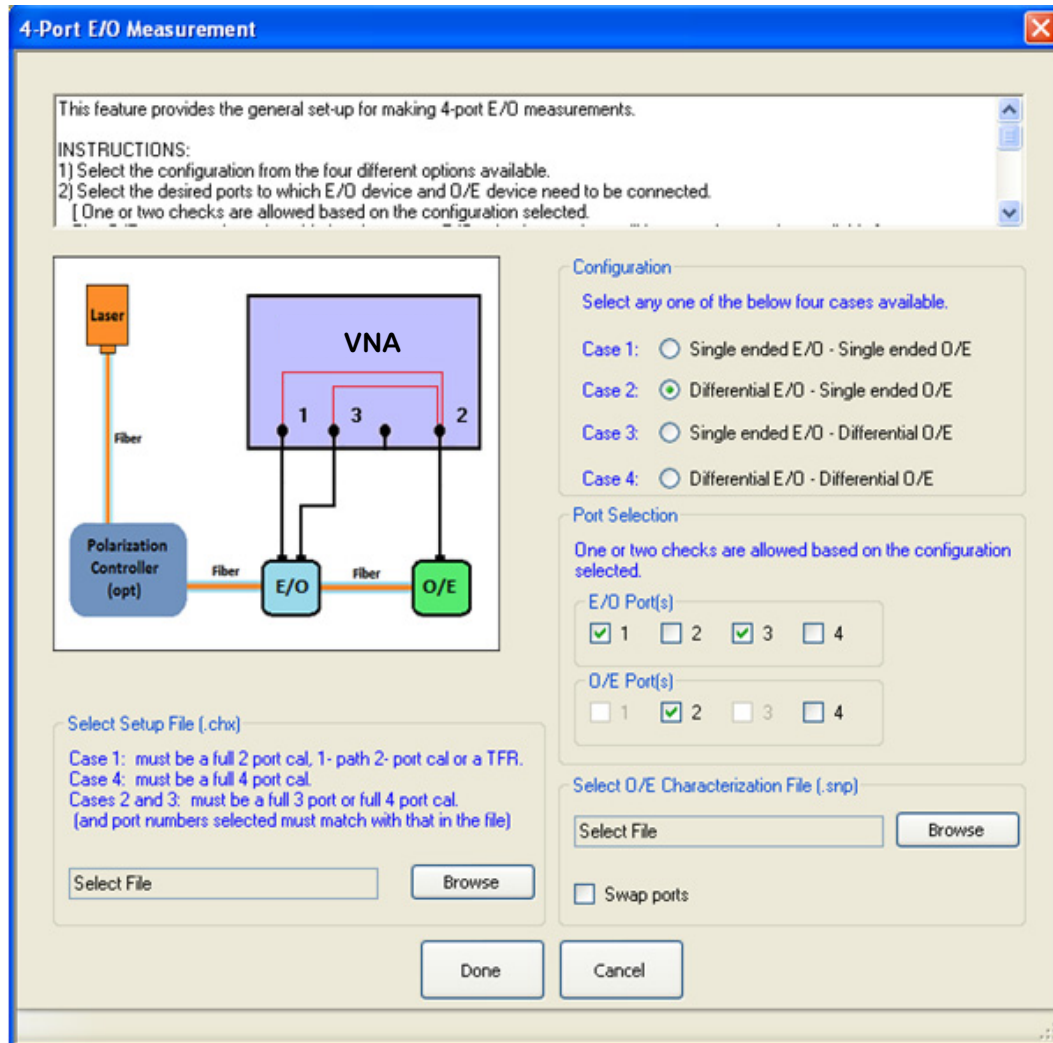 4-Port E/O Measurement
This feature provides the general set-up for making 4-port E/O measurements.
INSTRUCTIONS:
1) Select the configuration from the four different options available.
2) Select the desired ports to which E/O device and O/E device need to be connected.
[ One or two checks are allowed based on the configuration selected.
Laser
Fiber
VNA
1
3
2
Polarization
Controller
(opt)
Fiber
E/O
Fiber
O/E
Configuration
Select any one of the below four cases available.
Case 1: Single ended E/O - Single ended O/E
Case 2: Differential E/O - Single ended O/E
Case 3: Single ended E/O - Differential O/E
Case 4: Differential E/O - Differential O/E
Port Selection
One or two checks are allowed based on the configuration
selected.
E/O Port(s)
1 2 3 4
O/E Port(s)
1 2 3 4
Select Setup File (.chx)
Case 1: must be a full 2 port cal, 1- path 2- port cal or a TFR.
Case 4: must be a full 4 port cal.
Cases 2 and 3: must be a full 3 port or full 4 port cal.
(and port numbers selected must match with that in the file)
Select File
Browse
Select O/E Characterization File (.snp)
Select File
Browse
Swap ports
Done
Cancel